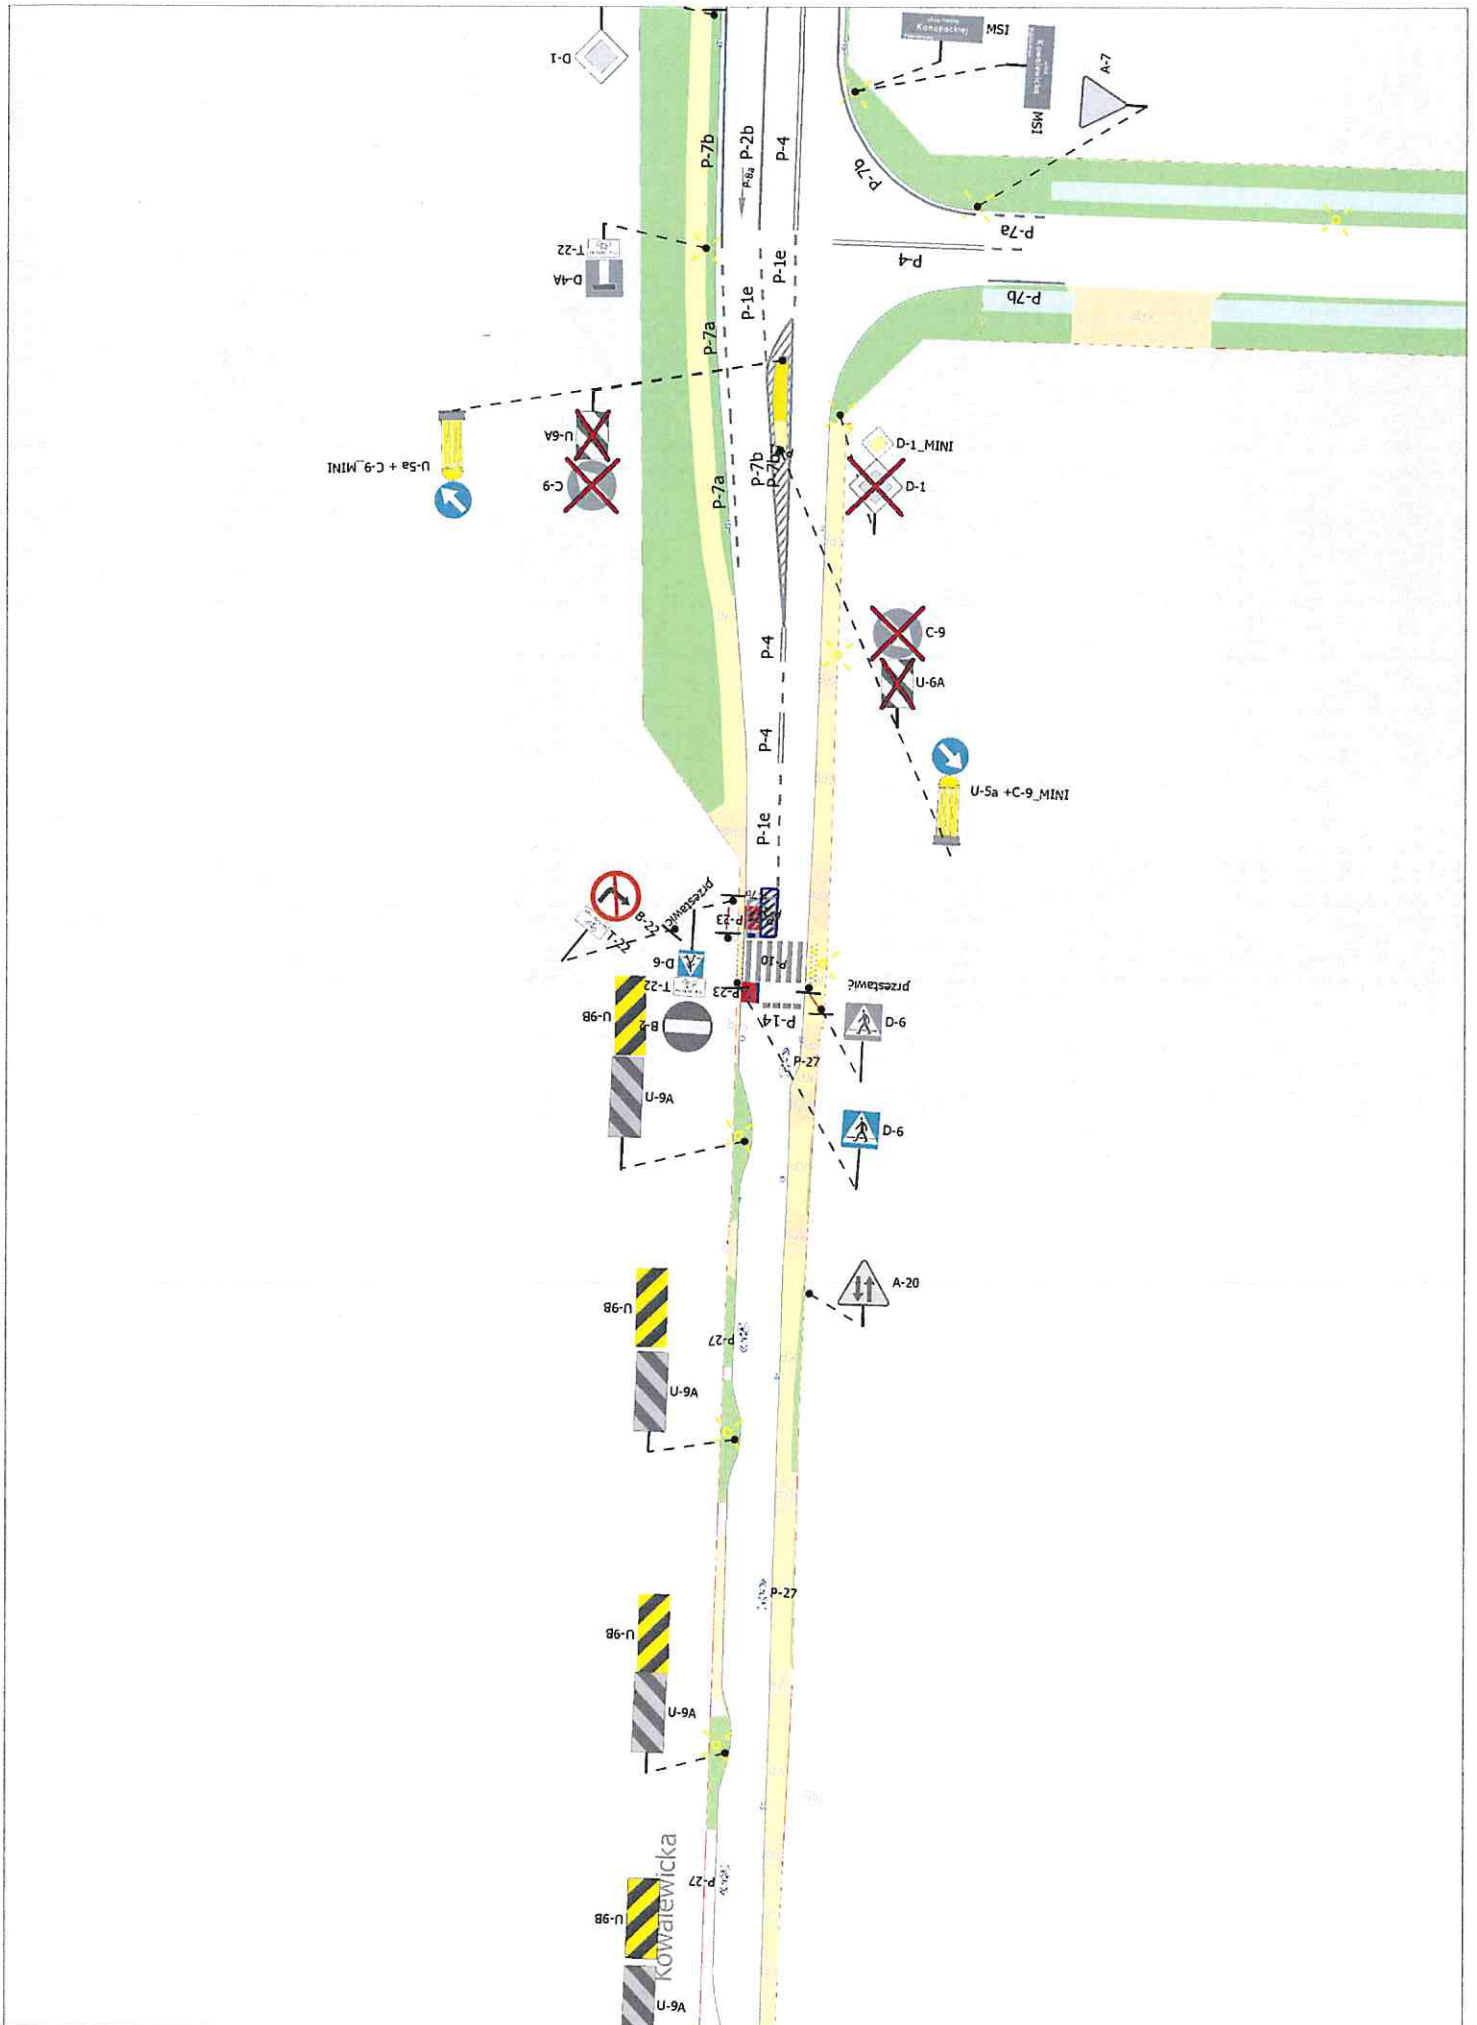 Konopackiej
MSI
Kowalewicka
MSI
A-7
D-1
P-7b
P-2b
P-8a
P-4
P-7b
P-7a
P-4
P-7b
T-22
D-4A
P-1e
P-1e
P-7a
U-5a + C-9_MINI
U-6A
C-9
P-7a
P-7b
P-7b
D-1_MINI
D-1
C-9
U-6A
U-5a +C-9_MINI
P-4
P-4
P-1e
przestawić
B-22
T-22
P-23
D-6
T-22
P-10
P-23
P-14
B-2
U-9B
U-9A
przestawić
D-6
P-27
D-6
A-20
U-9B
P-27
U-9A
P-27
U-9B
U-9A
Kowalewicka
P-27
U-9B
U-9A